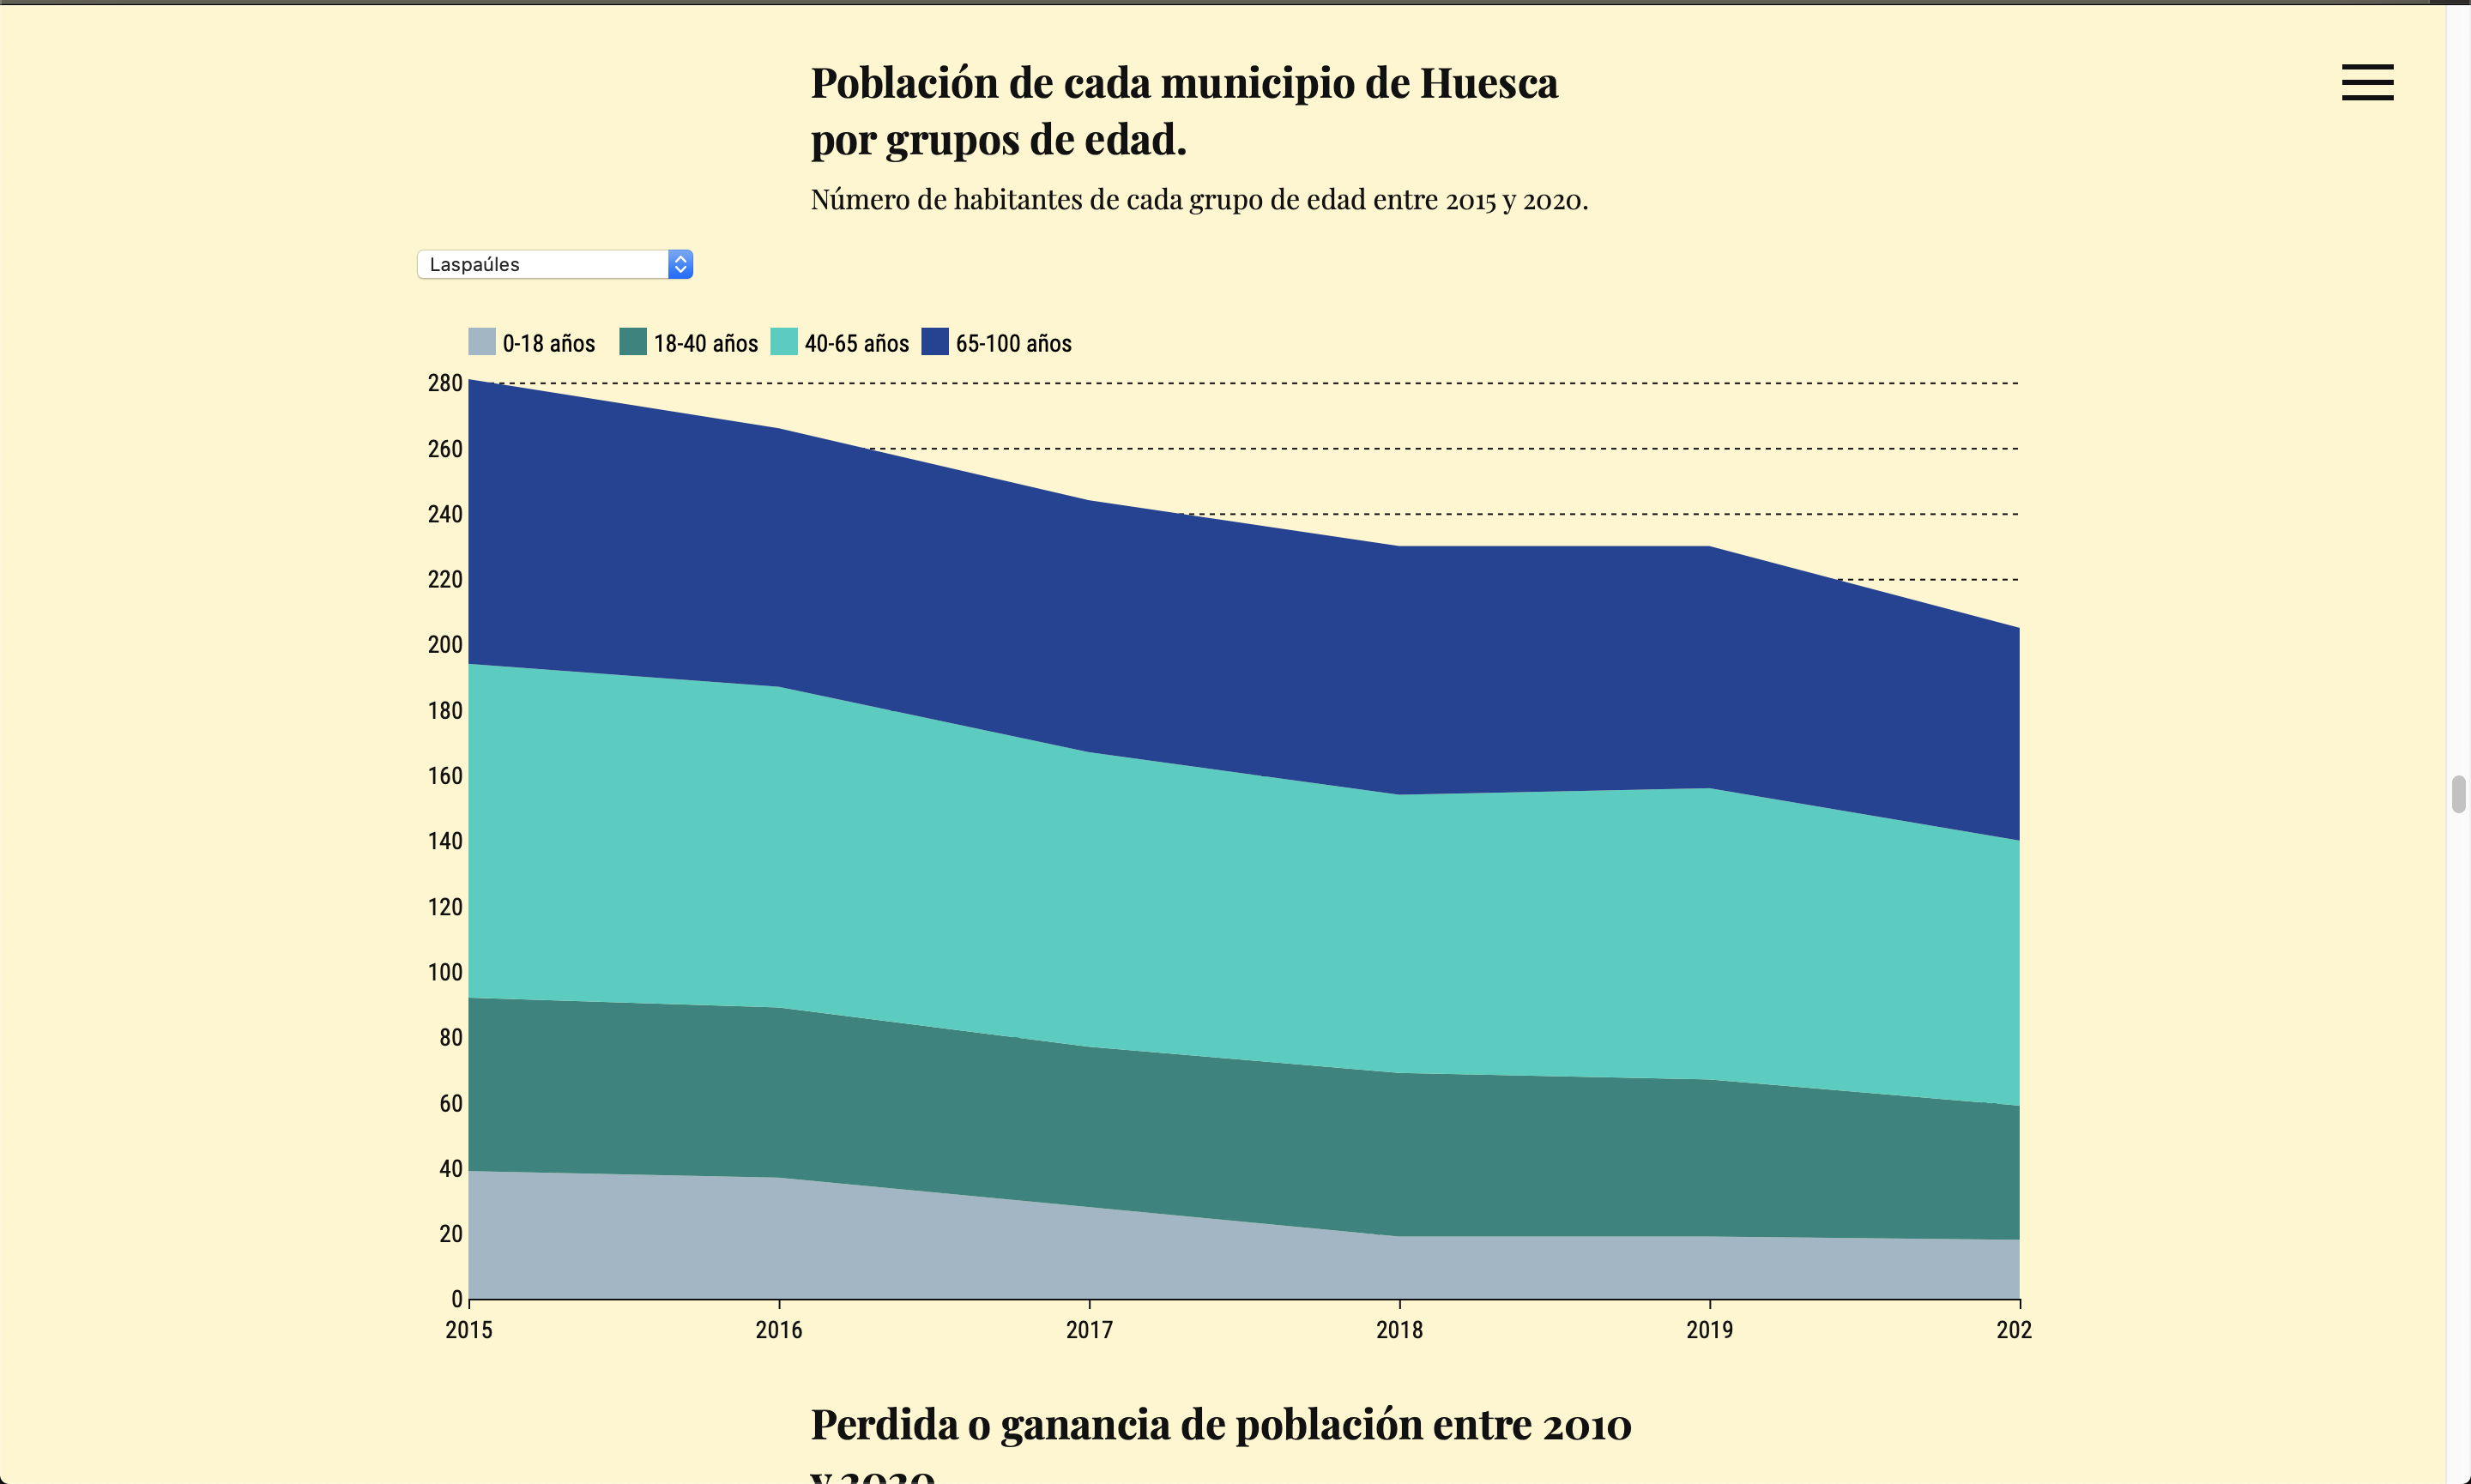 Población de cada municipio de Huesca
por grupos de edad.
Número de habitantes de cada grupo de edad entre 2015 y 2020.
Laspaúles
0-18 años 18-40 años 40-65 años 65-100 años
280
260
240
220
200
180
160
140
120
100
80
60
40
20
0
2015 2016 2017 2018 2019 202
Perdida o ganancia de población entre 2010
y 2020